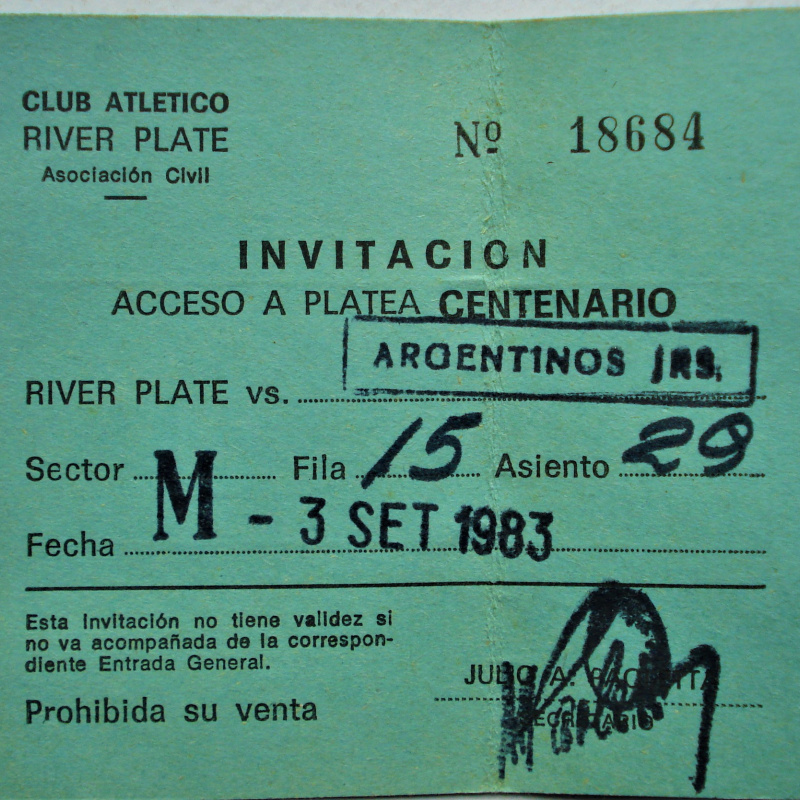 CLUB ATLETICO
RIVER PLATE
Asociación Civil
Nº 18684
INVITACION
ACCESO A PLATEA CENTENARIO
RIVER PLATE vs. ARGENTINOS JRS.
Sector M Fila 15 Asiento 29
Fecha - 3 SET 1983
Esta Invitación no tiene validez si
no va acompañada de la correspon-
diente Entrada General.
Prohibida su venta
SECRETARIO